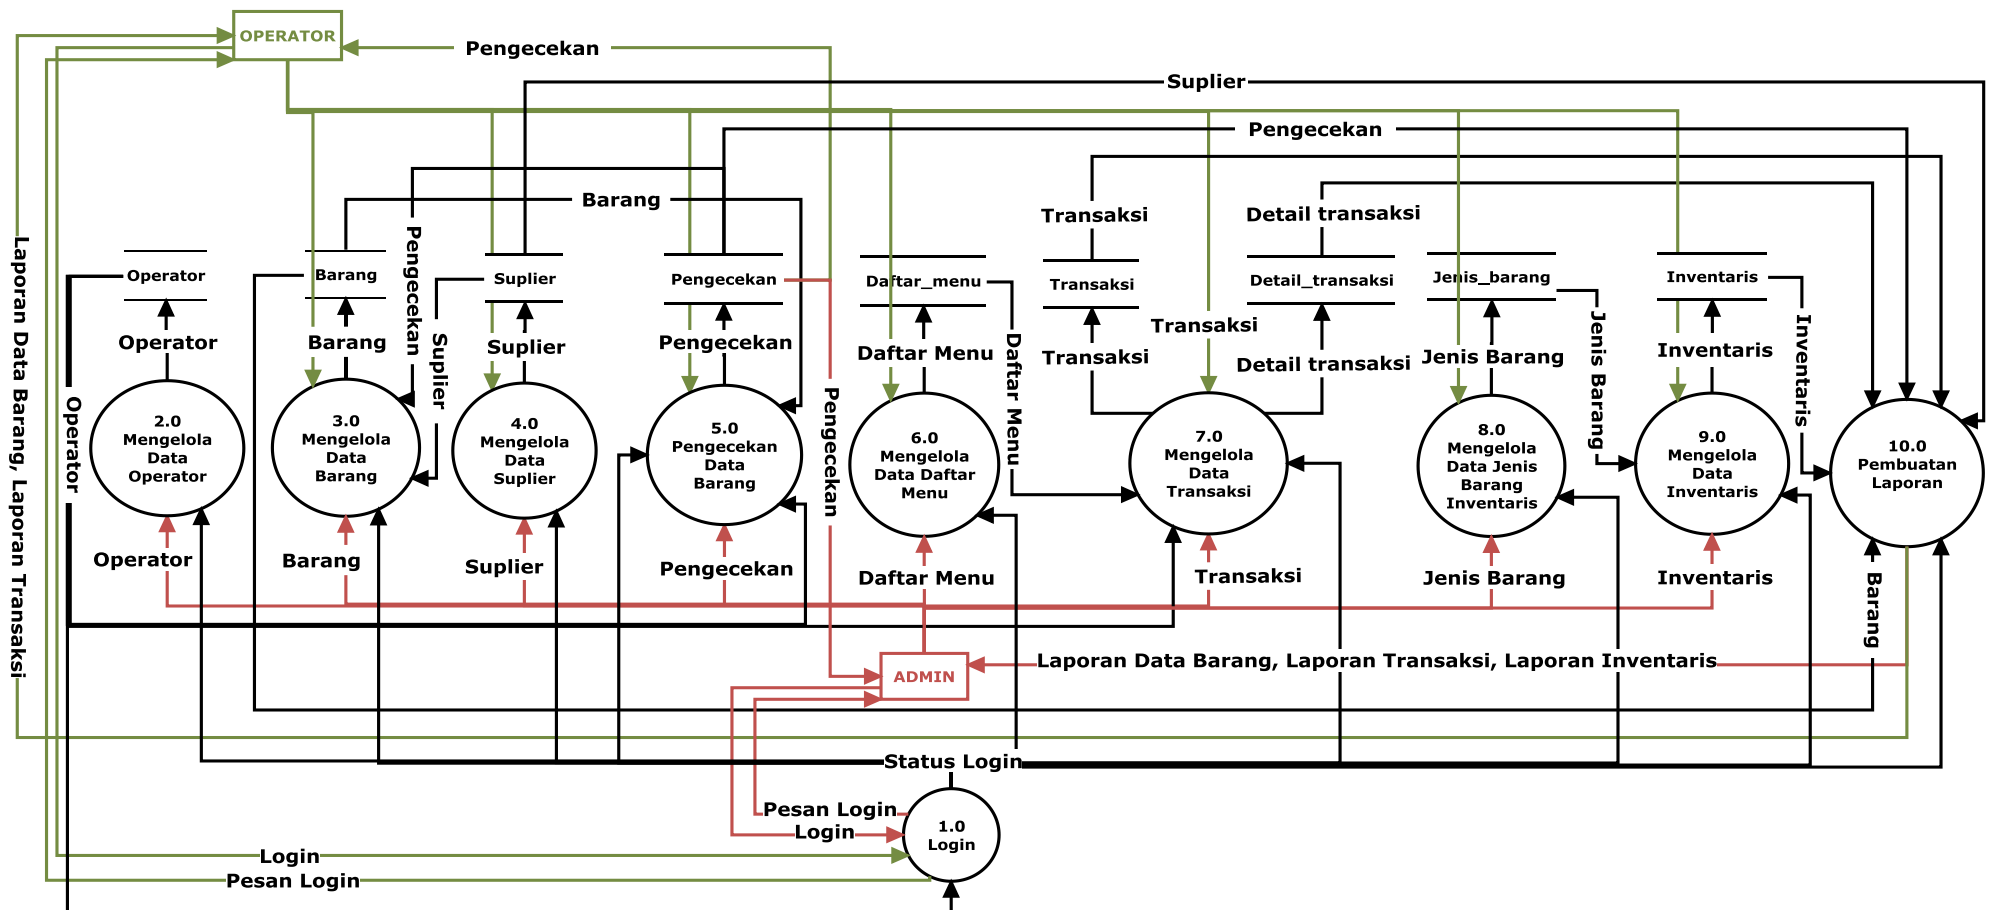 OPERATOR
Pengecekan
Suplier
Pengecekan
Barang
Transaksi
Detail transaksi
Operator
Barang
Suplier
Pengecekan
Daftar_menu
Transaksi
Detail_transaksi
Jenis_barang
Inventaris
Laporan Data Barang, Laporan Transaksi
Operator
Pengecekan
Suplier
Pengecekan
Daftar Menu
Jenis Barang
Inventaris
Operator
Barang
Suplier
Pengecekan
Daftar Menu
Transaksi
Transaksi
Detail transaksi
Jenis Barang
Inventaris
2.0
Mengelola
Data
Operator
3.0
Mengelola
Data
Barang
4.0
Mengelola
Data
Suplier
5.0
Pengecekan
Data
Barang
6.0
Mengelola
Data Daftar
Menu
7.0
Mengelola
Data
Transaksi
8.0
Mengelola
Data Jenis
Barang
Inventaris
9.0
Mengelola
Data
Inventaris
10.0
Pembuatan
Laporan
Operator
Barang
Suplier
Pengecekan
Daftar Menu
Transaksi
Jenis Barang
Inventaris
Barang
Laporan Data Barang, Laporan Transaksi, Laporan Inventaris
ADMIN
Status Login
Pesan Login
Login
1.0
Login
Login
Pesan Login